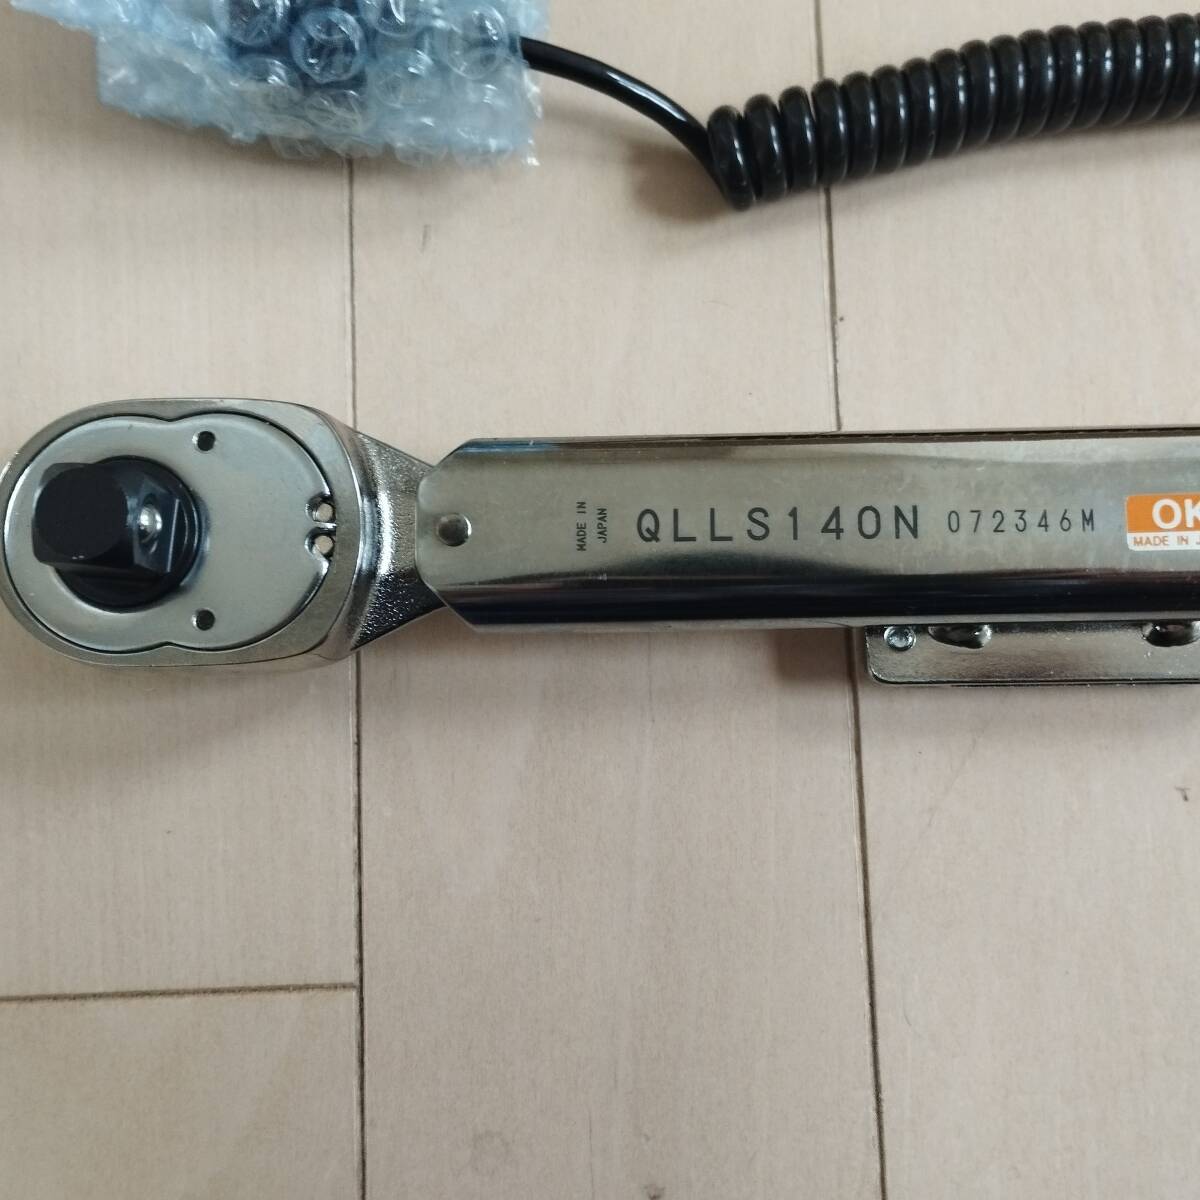 MADE IN
JAPAN
QLLS140N 072346M
OK
MADE IN J